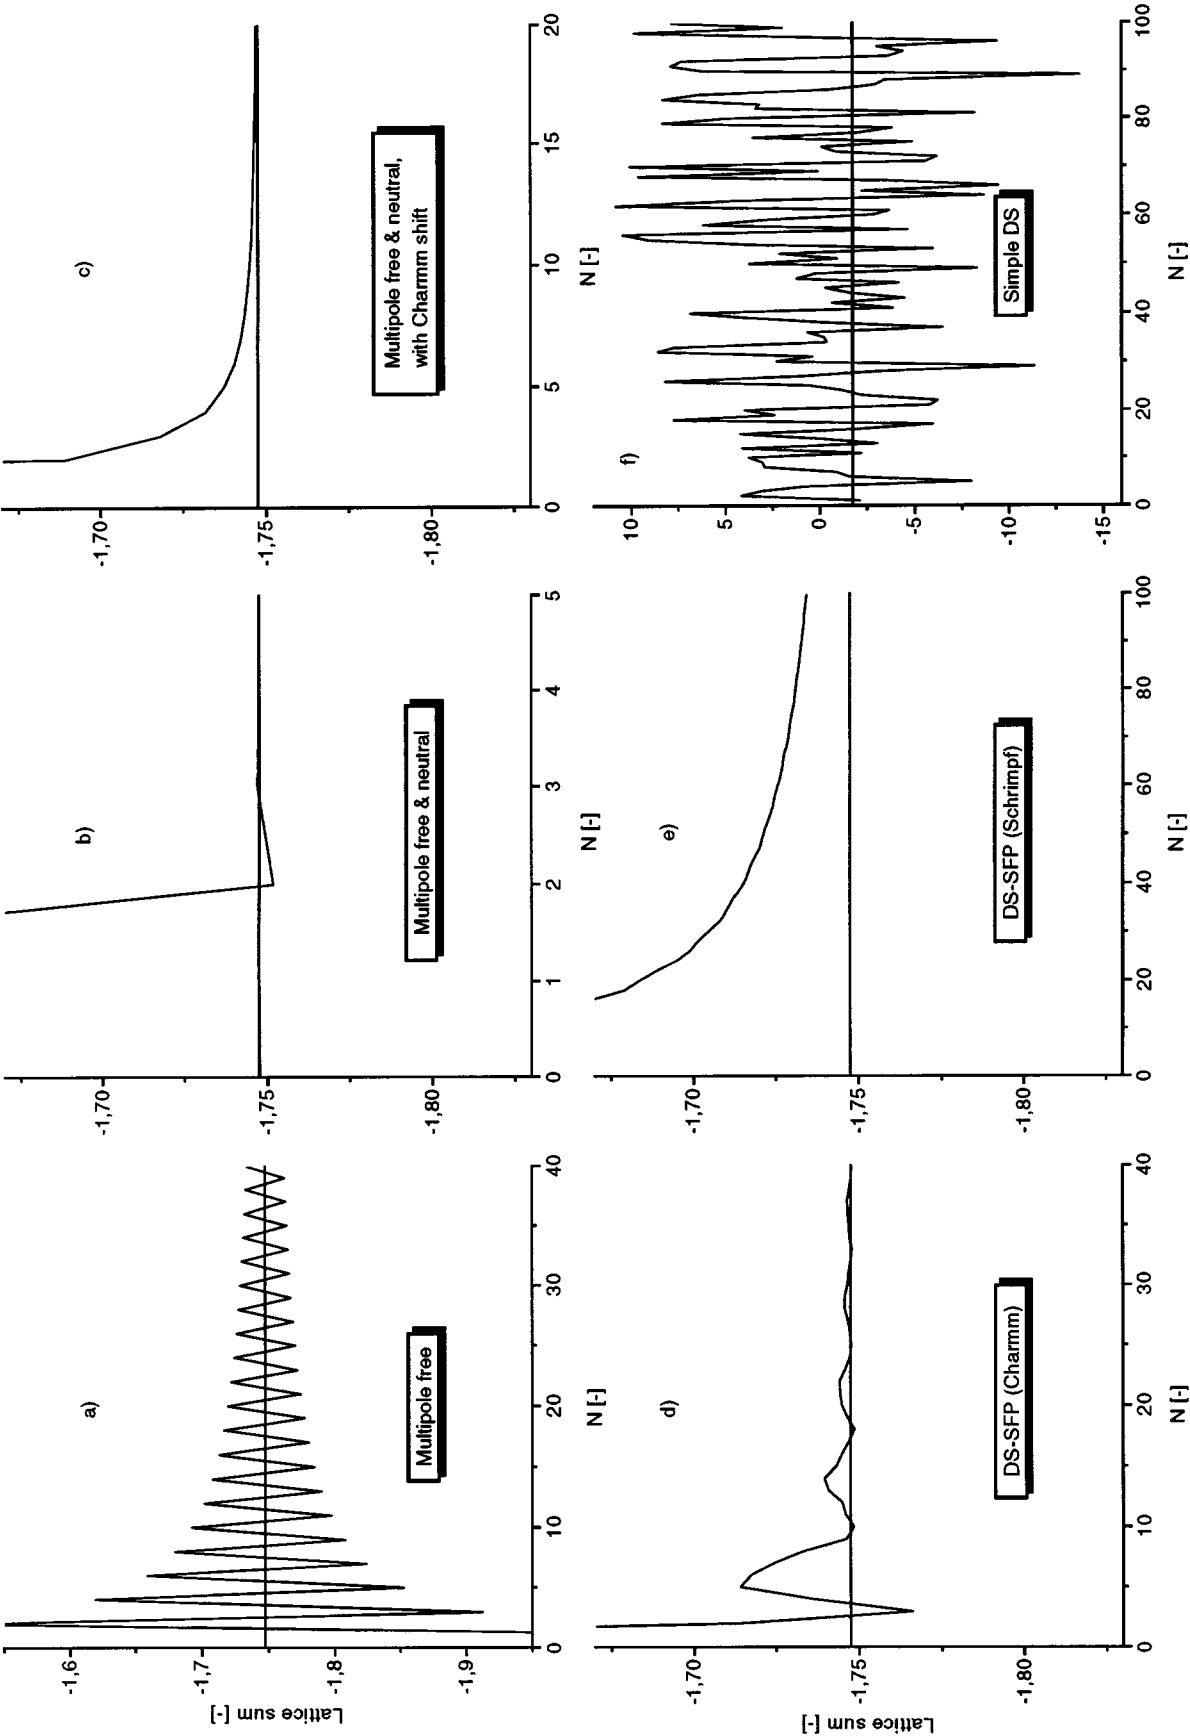 a)
Multipole free
Lattice sum [-]
-1,6
-1,7
-1,8
-1,9
0
10
20
30
40
N [-]
b)
Multipole free & neutral
-1,70
-1,75
-1,80
0
1
2
3
4
5
N [-]
c)
Multipole free & neutral,
with Charmm shift
-1,70
-1,75
-1,80
0
5
10
15
20
N [-]
d)
DS-SFP (Charmm)
Lattice sum [-]
-1,70
-1,75
-1,80
0
10
20
30
40
N [-]
e)
DS-SFP (Schrimpf)
-1,70
-1,75
-1,80
0
20
40
60
80
100
N [-]
f)
Simple DS
10
5
0
-5
-10
-15
0
20
40
60
80
100
N [-]